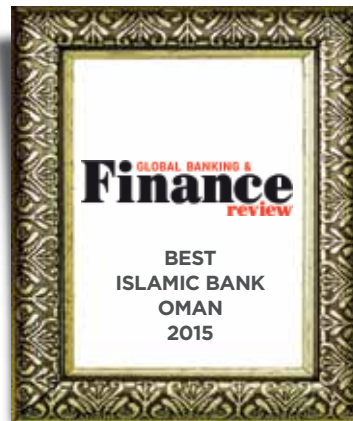 GLOBAL BANKING &
Finance
review
BEST
ISLAMIC BANK
OMAN
2015